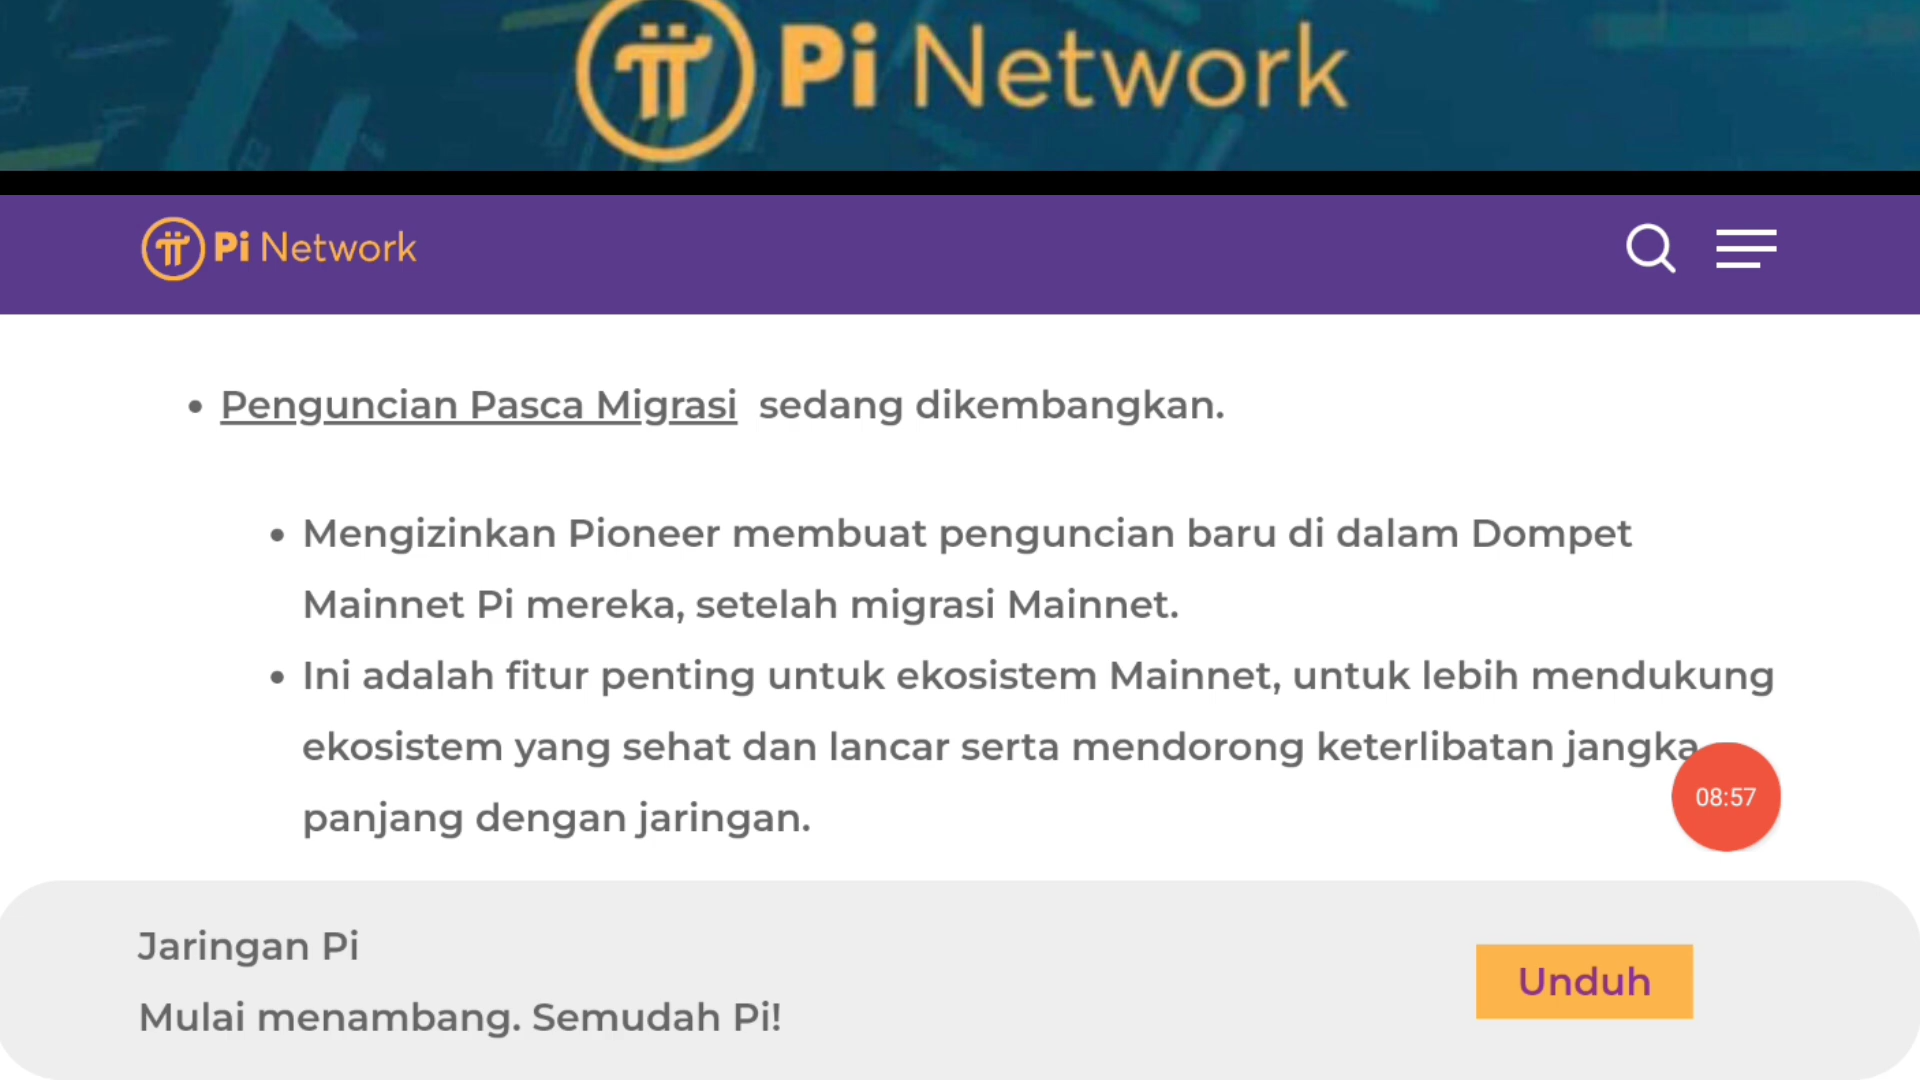 Pi Network
Pi Network
Penguncian Pasca Migrasi sedang dikembangkan.
Mengizinkan Pioneer membuat penguncian baru di dalam Dompet
Mainnet Pi mereka, setelah migrasi Mainnet.
Ini adalah fitur penting untuk ekosistem Mainnet, untuk lebih mendukung
ekosistem yang sehat dan lancar serta mendorong keterlibatan jangka
panjang dengan jaringan.
08:57
Jaringan Pi
Mulai menambang. Semudah Pi!
Unduh